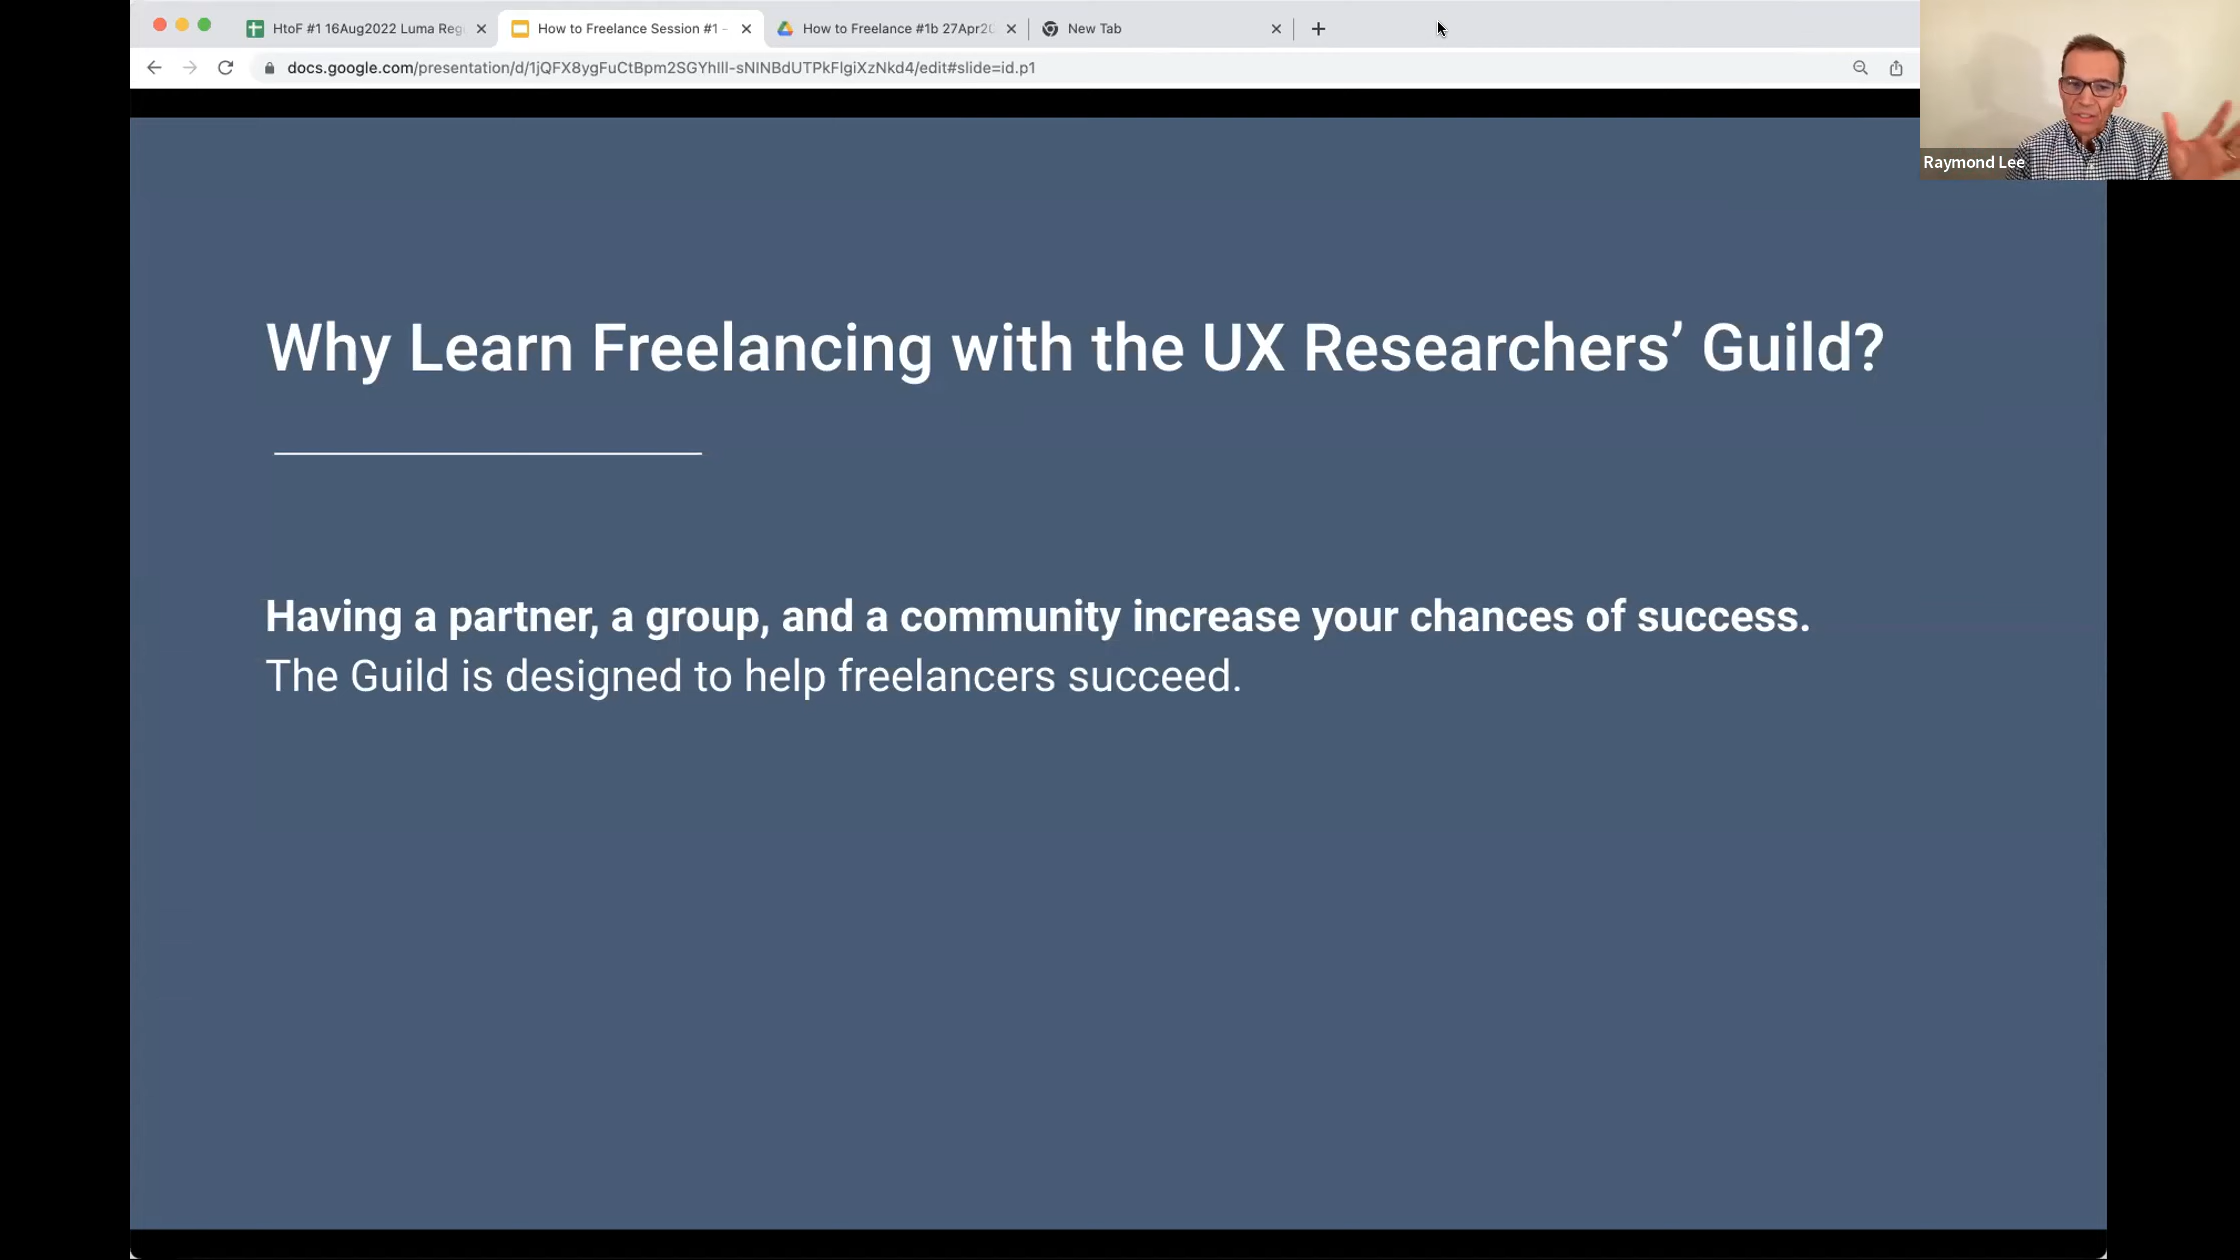 HtoF #1 16Aug2022 Luma Reg
How to Freelance Session #1 -
How to Freelance #1b 27Apr20
New Tab
docs.google.com/presentation/d/1jQFX8ygFuCtBpm2SGYhlll-sNlNBdUTPkFlgiXzNkd4/edit#slide=id.p1
Raymond Lee
Why Learn Freelancing with the UX Researchers’ Guild?
Having a partner, a group, and a community increase your chances of success.
The Guild is designed to help freelancers succeed.